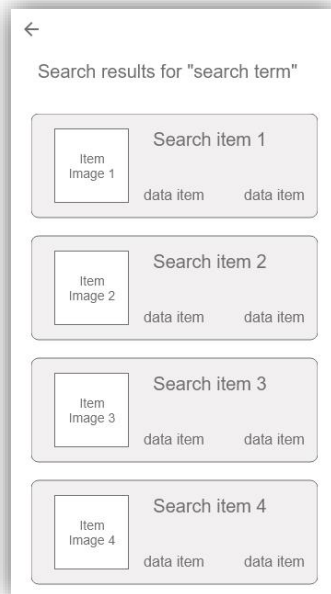 Search results for "search term"
Search item 1
Item
Image 1
data item data item
Search item 2
Item
Image 2
data item data item
Search item 3
Item
Image 3
data item data item
Search item 4
Item
Image 4
data item data item